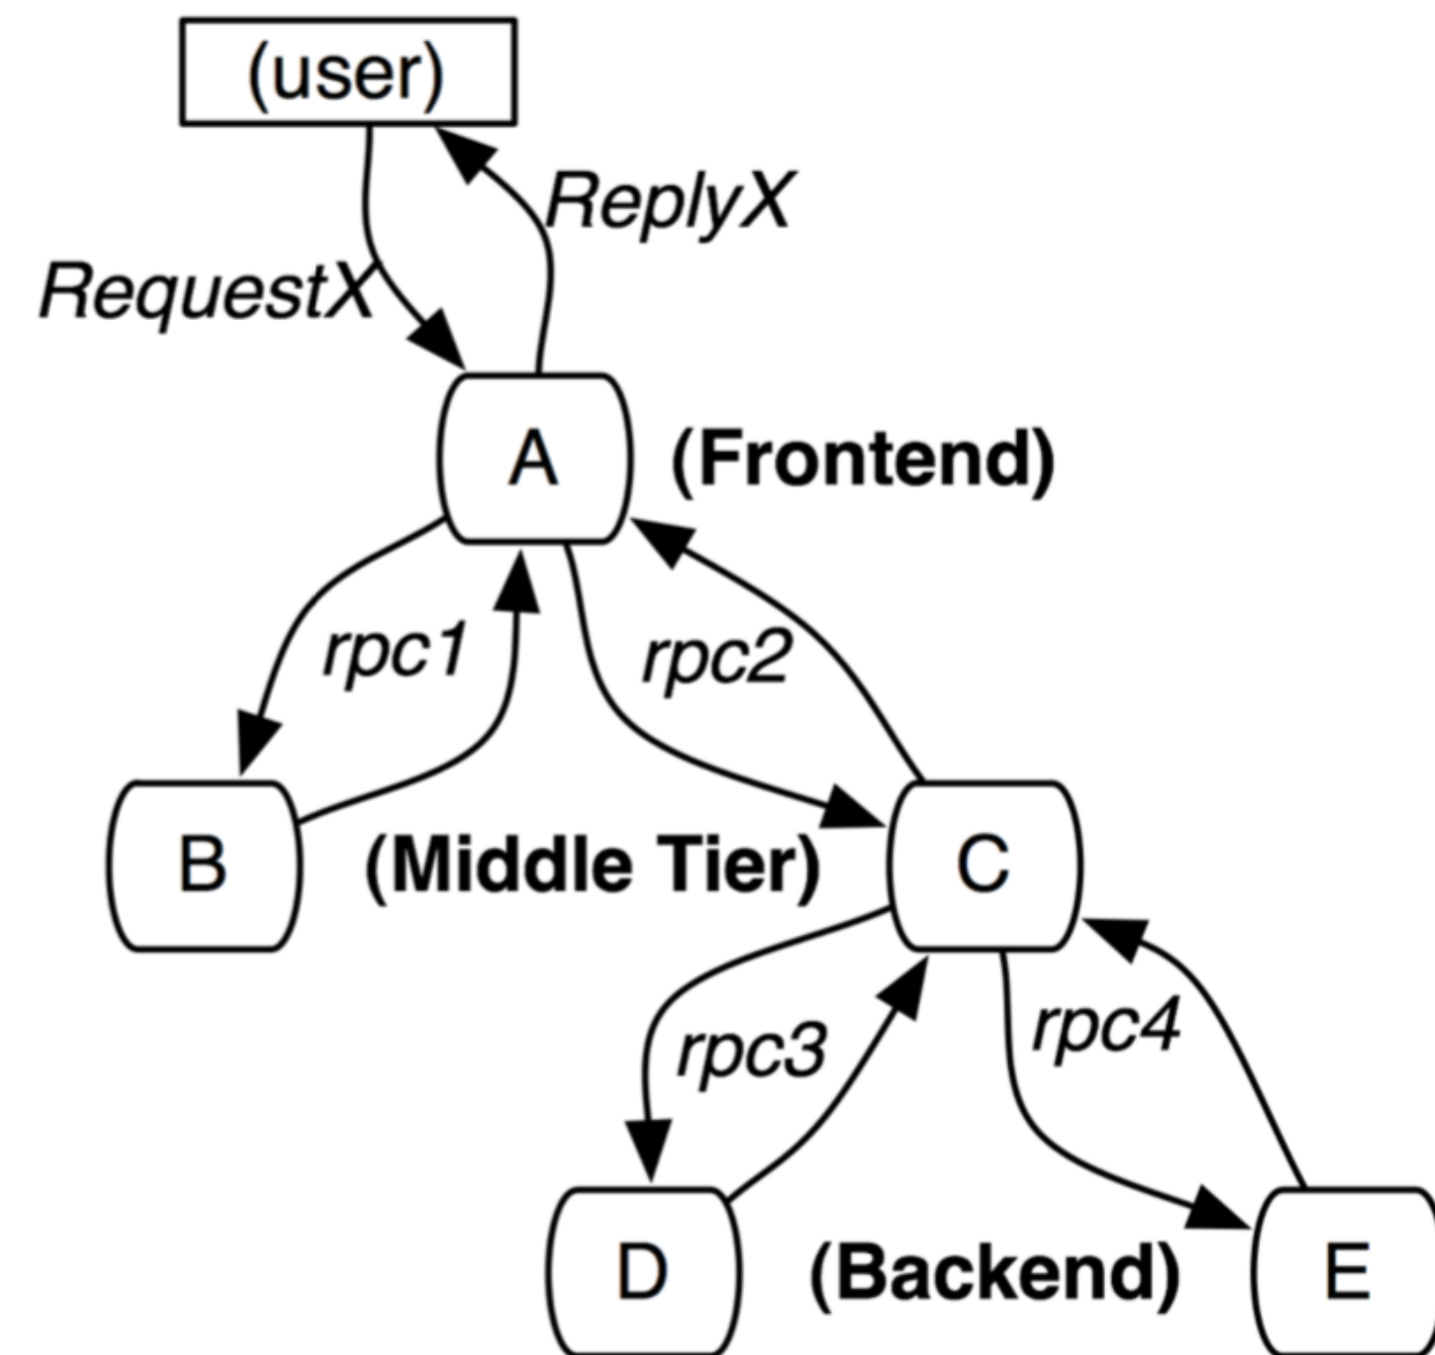 (user)
ReplyX
RequestX
A
(Frontend)
rpc1
rpc2
B
(Middle Tier)
C
rpc3
rpc4
D
(Backend)
E